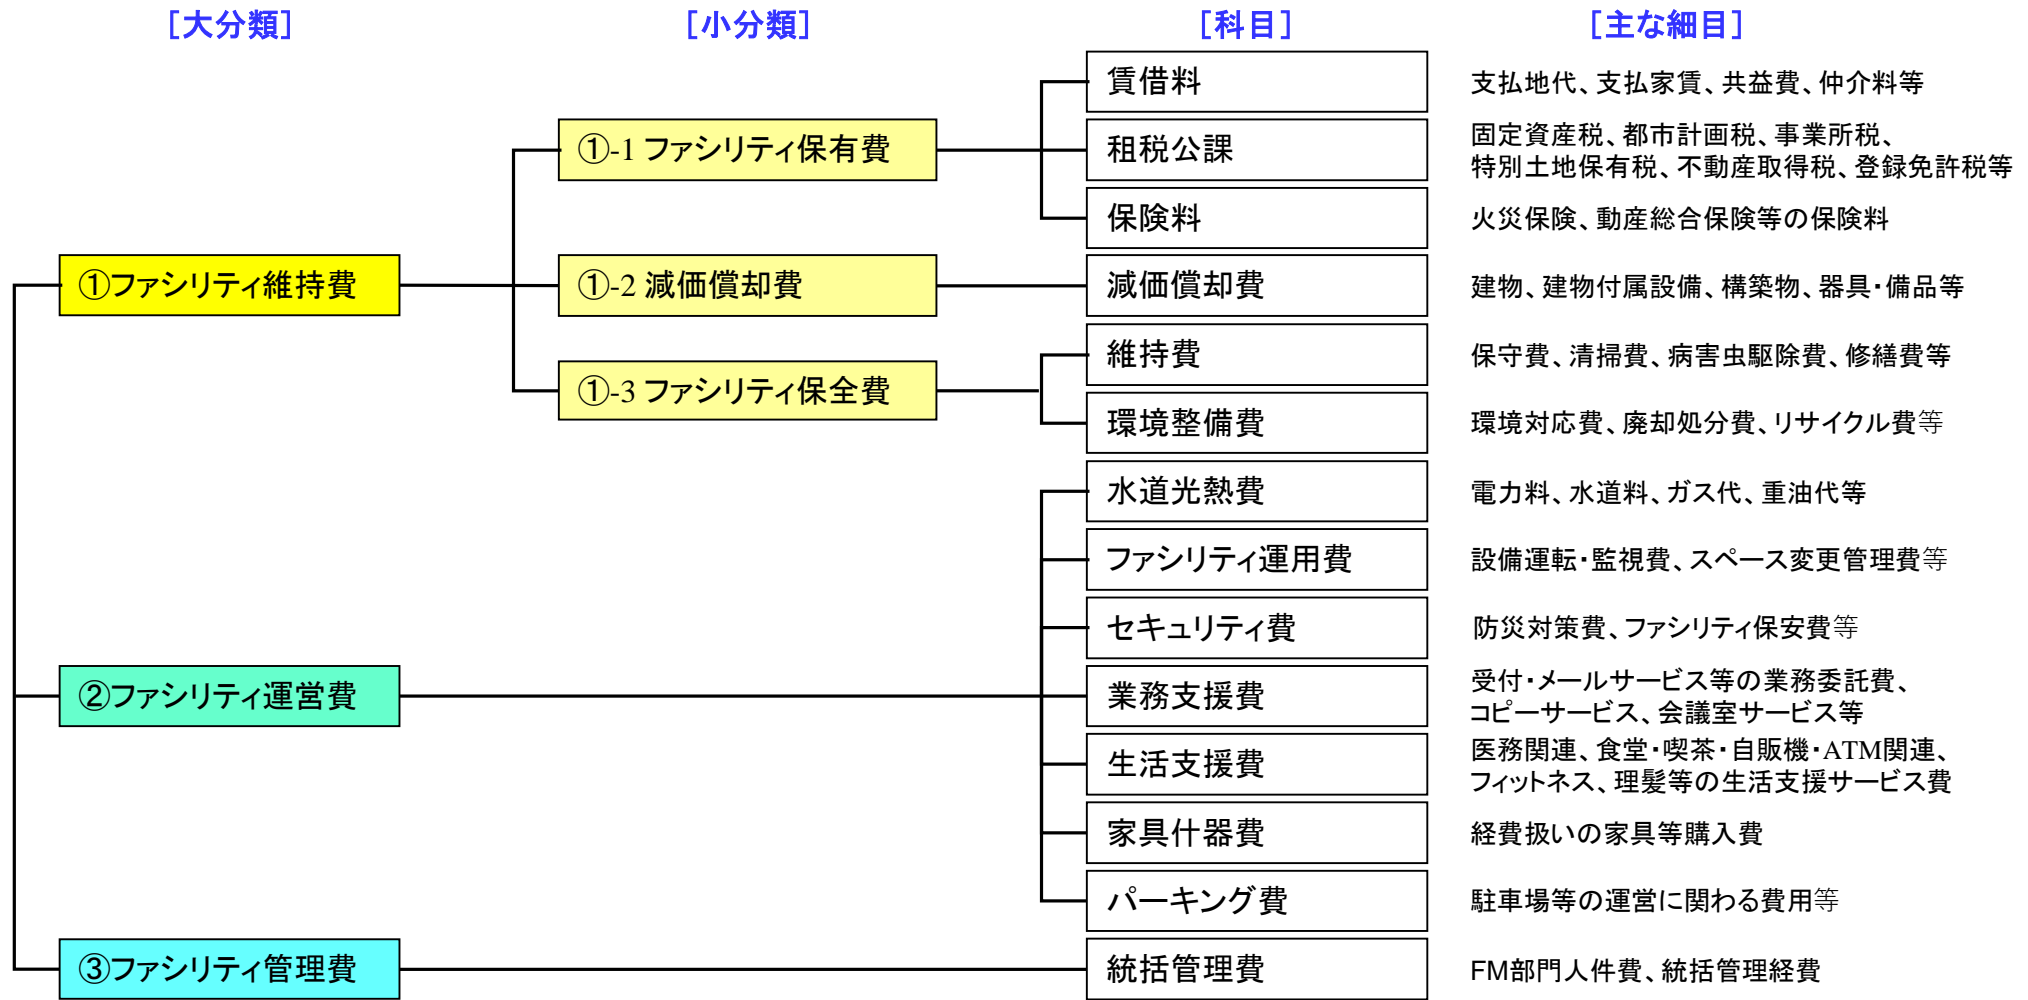 ［大分類］
［小分類］
［科目］
［主な細目］
賃借料
支払地代、支払家賃、共益費、仲介料等
①-1 ファシリティ保有費
租税公課
固定資産税、都市計画税、事業所税、
特別土地保有税、不動産取得税、登録免許税等
保険料
火災保険、動産総合保険等の保険料
①ファシリティ維持費
①-2 減価償却費
減価償却費
建物、建物付属設備、構築物、器具・備品等
維持費
保守費、清掃費、病害虫駆除費、修繕費等
①-3 ファシリティ保全費
環境整備費
環境対応費、廃却処分費、リサイクル費等
水道光熱費
電力料、水道料、ガス代、重油代等
ファシリティ運用費
設備運転・監視費、スペース変更管理費等
セキュリティ費
防災対策費、ファシリティ保安費等
②ファシリティ運営費
業務支援費
受付・メールサービス等の業務委託費、
コピーサービス、会議室サービス等
生活支援費
医務関連、食堂・喫茶・自販機・ATM関連、
フィットネス、理髪等の生活支援サービス費
家具什器費
経費扱いの家具等購入費
パーキング費
駐車場等の運営に関わる費用等
③ファシリティ管理費
統括管理費
FM部門人件費、統括管理経費